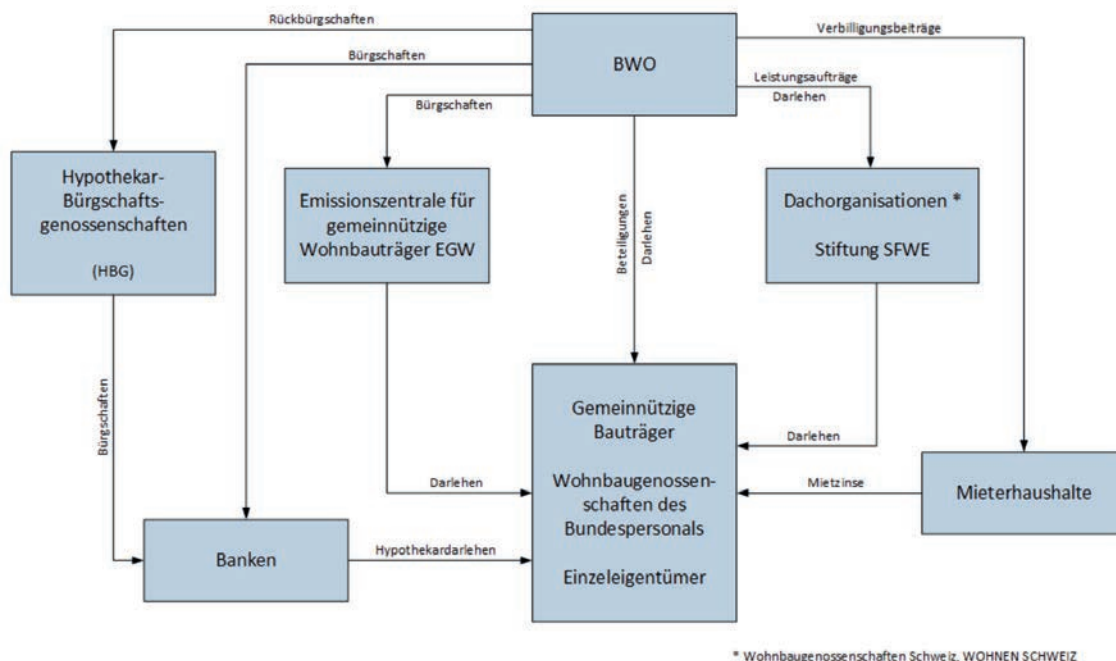 Rückbürgschaften
Verbilligungsbeiträge
Bürgschaften
BWO
Leistungsaufträge
Darlehen
Bürgschaften
Hypothekar-
Bürgschafts-
genossenschaften
(HBG)
Emissionszentrale für
gemeinnützige
Wohnbauträger EGW
Beteiligungen
Darlehen
Dachorganisationen *
Stiftung SFWE
Bürgschaften
Gemeinnützige
Bauträger
Wohnbaugenossen-
schaften des
Bundespersonals
Einzeleigentümer
Darlehen
Darlehen
Mietzinse
Mieterhaushalte
Banken
Hypothekardarlehen
* Wohnbaugenossenschaften Schweiz, WOHNEN SCHWEIZ